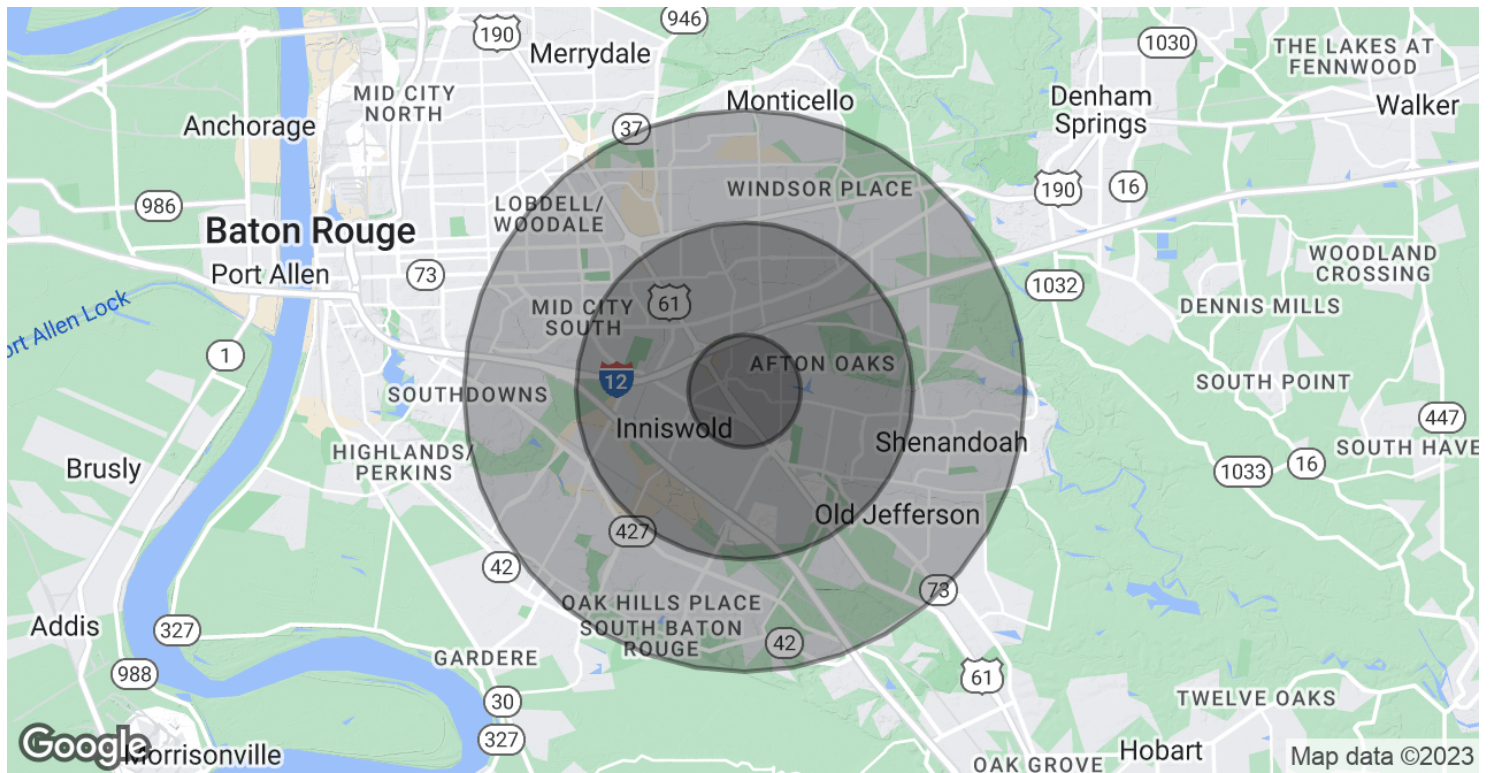 946
190
1030
THE LAKES AT
FENNWOOD
Merrydale
MID CITY
NORTH
Monticello
Denham
Springs
Walker
Anchorage
37
190
16
WINDSOR PLACE
986
LOBDELL/
WOODALE
Baton Rouge
WOODLAND
CROSSING
Port Allen
73
1032
61
DENNIS MILLS
ort Allen Lock
MID CITY
SOUTH
1
AFTON OAKS
12
SOUTH POINT
SOUTHDOWNS
447
Inniswold
Shenandoah
SOUTH HAVE
HIGHLANDS/
PERKINS
Brusly
1033
16
Old Jefferson
427
42
73
OAK HILLS PLACE
SOUTH BATON
ROUGE
Addis
327
42
GARDERE
988
61
30
TWELVE OAKS
327
Google
Morrisonville
Hobart
OAK GROVE
Map data ©2023